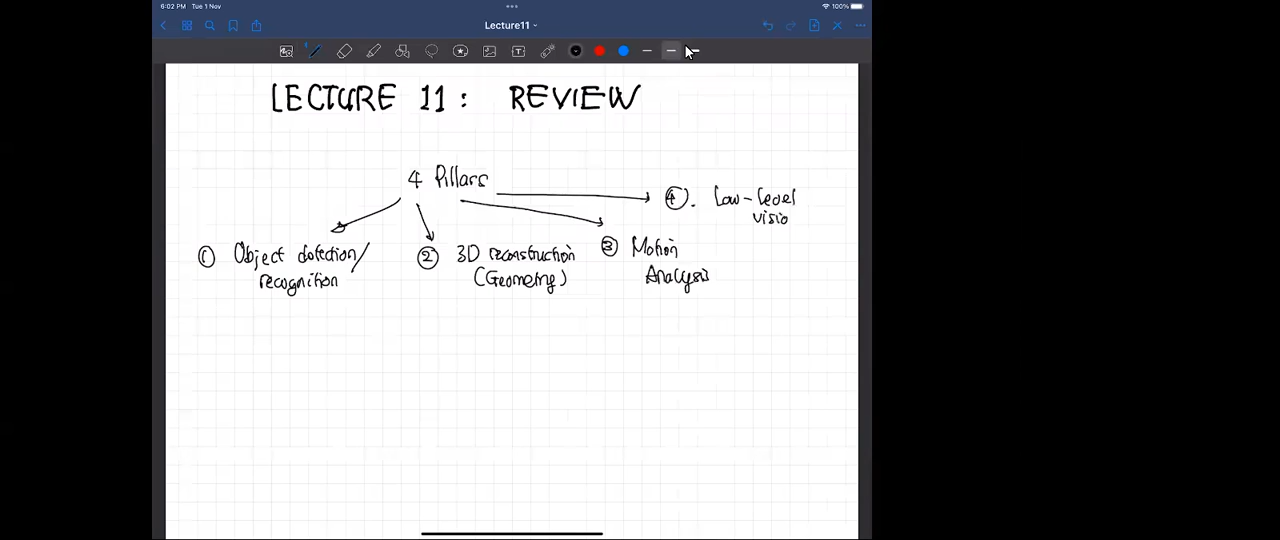 6:02 PM Tue 1 Nov
100%
Lecture11
LECTURE 11 : REVIEW
4 Pillars
④. Low-level
visio
① Object detection/
recognition
② 3D reconstruction
(Geometry)
③ Motion
Analysis